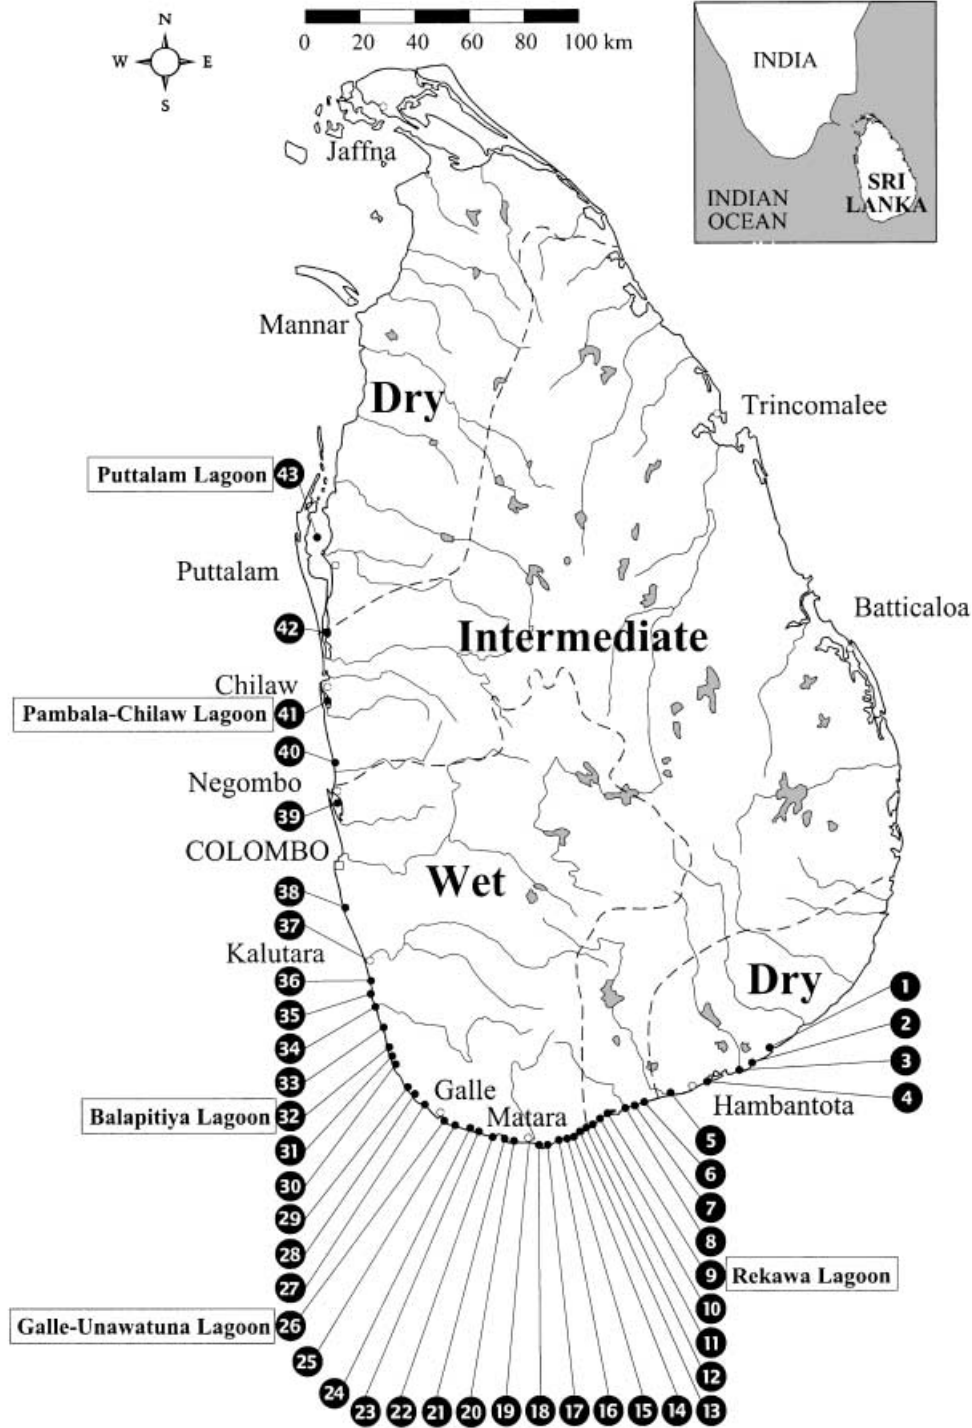 N
W E
S
0 20 40 60 80 100 km
INDIA
INDIAN
OCEAN
SRI
LANKA
Jaffna
Mannar
Dry
Trincomalee
Puttalam Lagoon 43
Puttalam
Batticaloa
42
Intermediate
Chilaw
Pambala-Chilaw Lagoon 41
40
Negombo
39
COLOMBO
Wet
38
37
Kalutara
Dry
36
1
35
2
34
3
33
4
Galle
Hambantota
Balapitiya Lagoon 32
Matara
31
5
30
6
29
7
28
8
27
9 Rekawa Lagoon
10
Galle-Unawatuna Lagoon 26
11
25
12
24
23 22 21 20 19 18 17 16 15 14 13